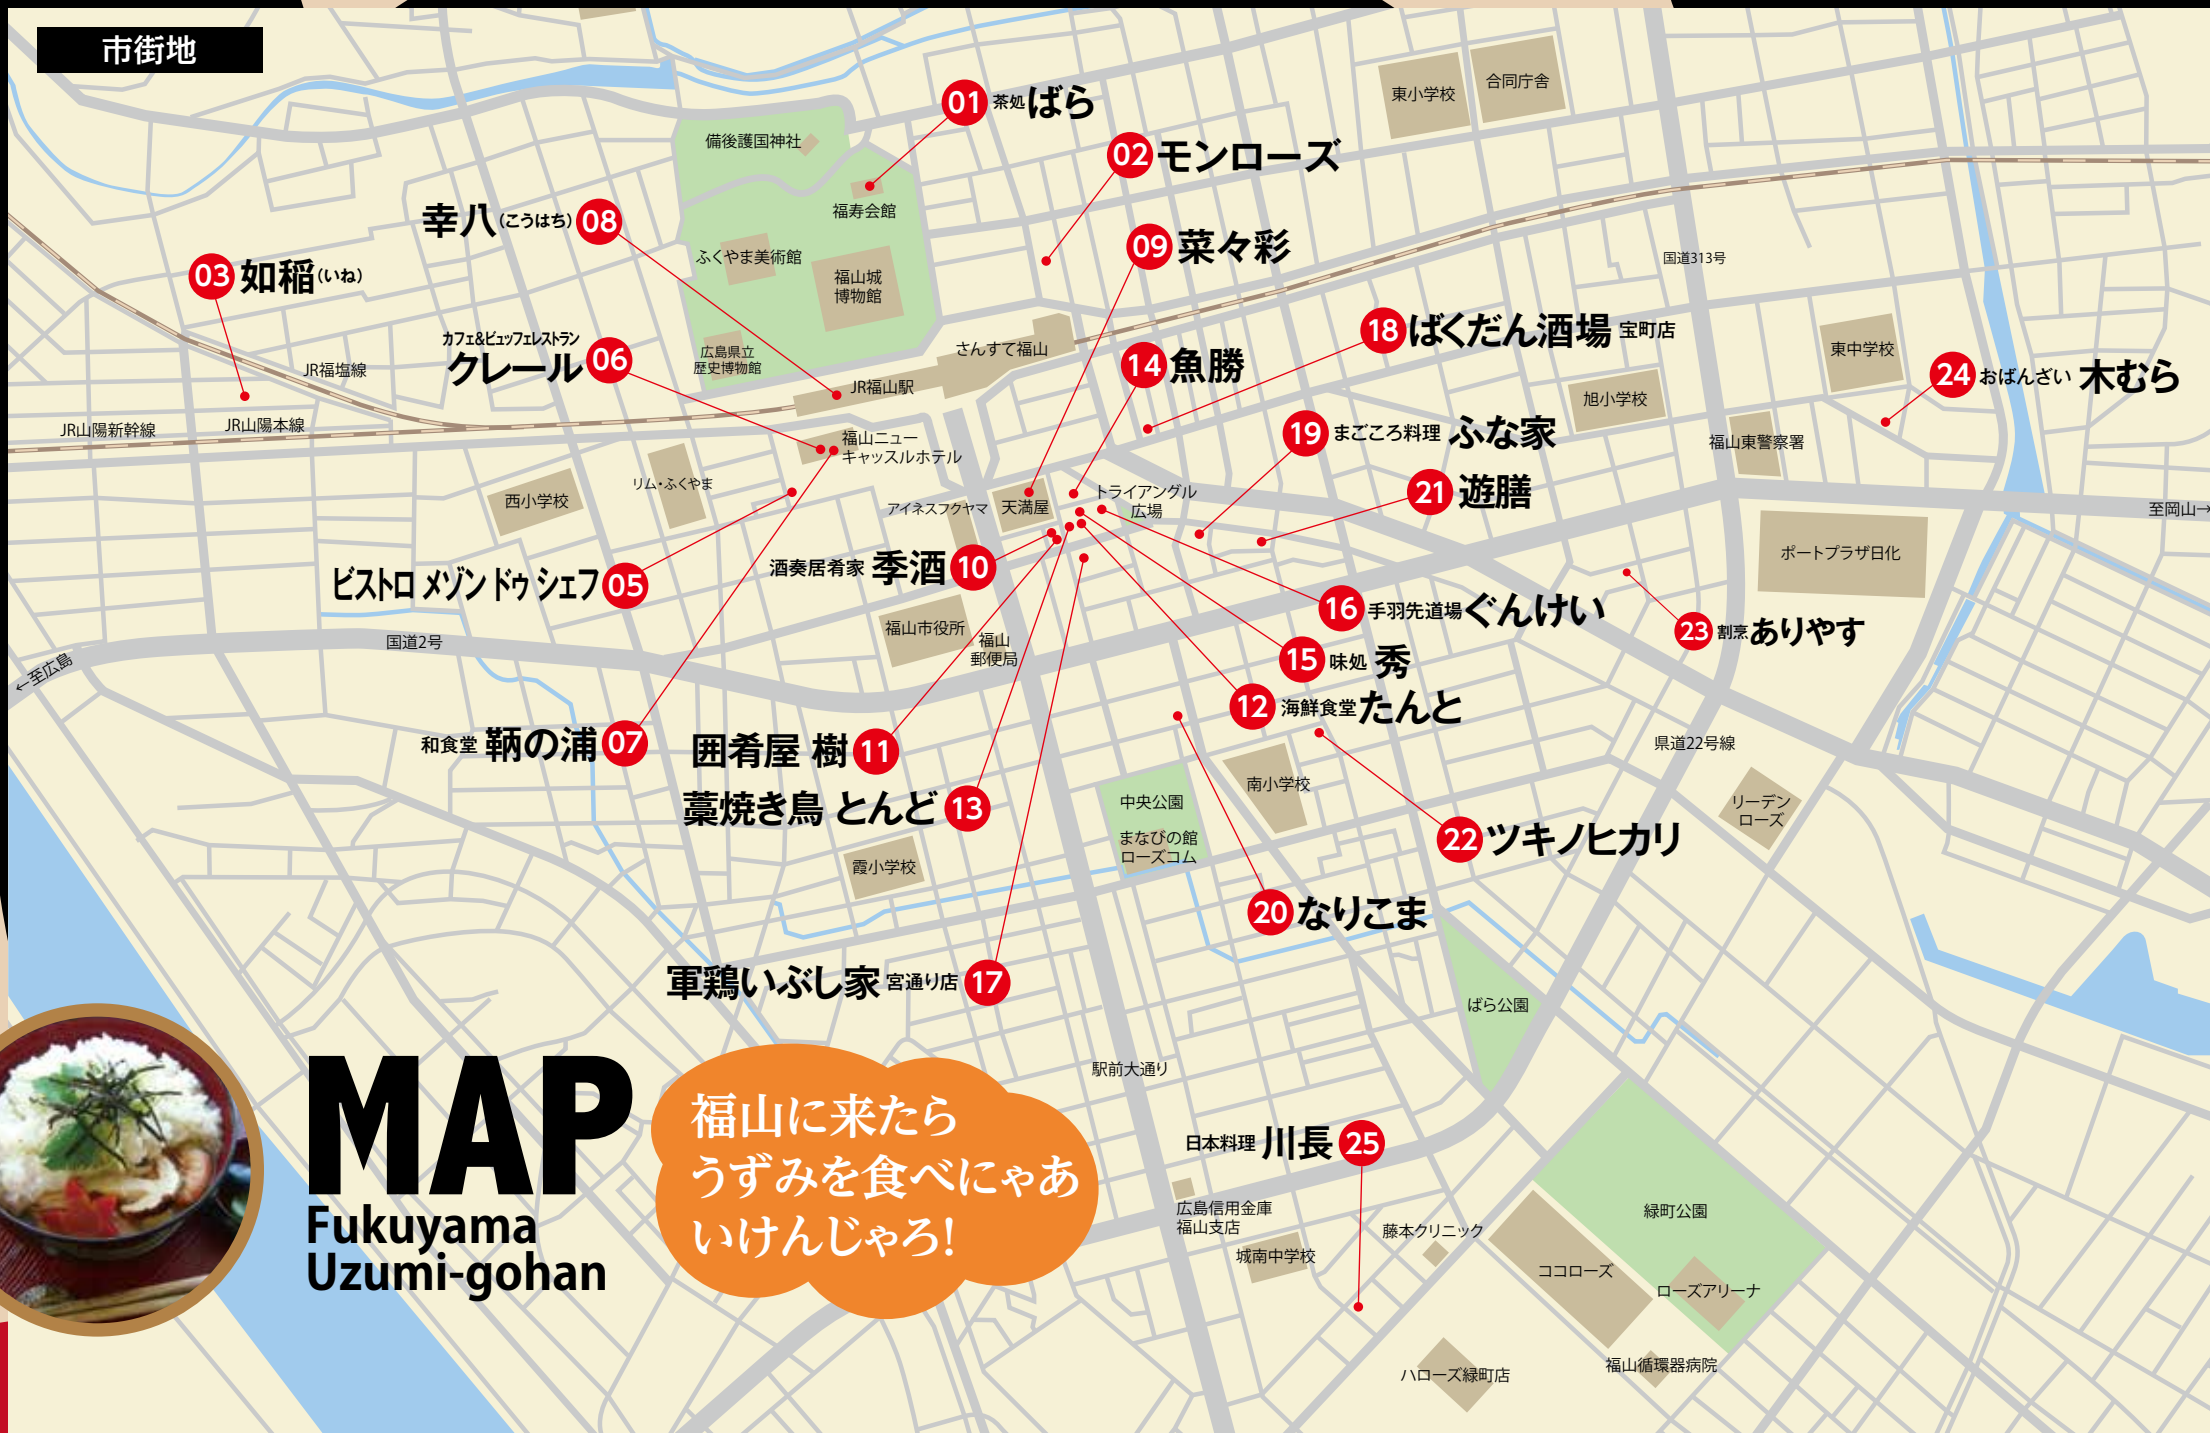 市街地
01 茶処 ばら
02 モンローズ
東小学校
合同庁舎
備後護国神社
福寿会館
ふくやま美術館
福山城
博物館
広島県立
歴史博物館
幸八(こうはち) 08
09 菜々彩
03 如稲(いね)
国道313号
カフェ&ビュッフェレストラン
クレール 06
さんすて福山
14 魚勝
18 ばくだん酒場 宝町店
東中学校
24 おばんざい 木むら
JR福塩線
JR福山駅
旭小学校
JR山陽新幹線
JR山陽本線
福山ニュー
キャッスルホテル
19 まごころ料理 ふな家
福山東警察署
西小学校
リム・ふくやま
アイネスフクヤマ
天満屋
トライアングル
広場
21 遊膳
至岡山→
ポートプラザ日化
酒奏居肴家 季酒 10
ビストロ メゾン ドゥ シェフ 05
16 手羽先道場 ぐんけい
23 割烹 ありやす
福山市役所
福山
郵便局
国道2号
←至広島
15 味処 秀
12 海鮮食堂 たんと
和食堂 鞆の浦 07
囲肴屋 樹 11
県道22号線
南小学校
中央公園
まなびの館
ローズコム
藁焼き鳥 とんど 13
リーデン
ローズ
22 ツキノヒカリ
霞小学校
20 なりこま
軍鶏いぶし家 宮通り店 17
ばら公園
駅前大通り
MAP
Fukuyama
Uzumi-gohan
福山に来たら
うずみを食べにゃあ
いけんじゃろ!
日本料理 川長 25
広島信用金庫
福山支店
城南中学校
藤本クリニック
緑町公園
ココローズ
ローズアリーナ
福山循環器病院
ハローズ緑町店